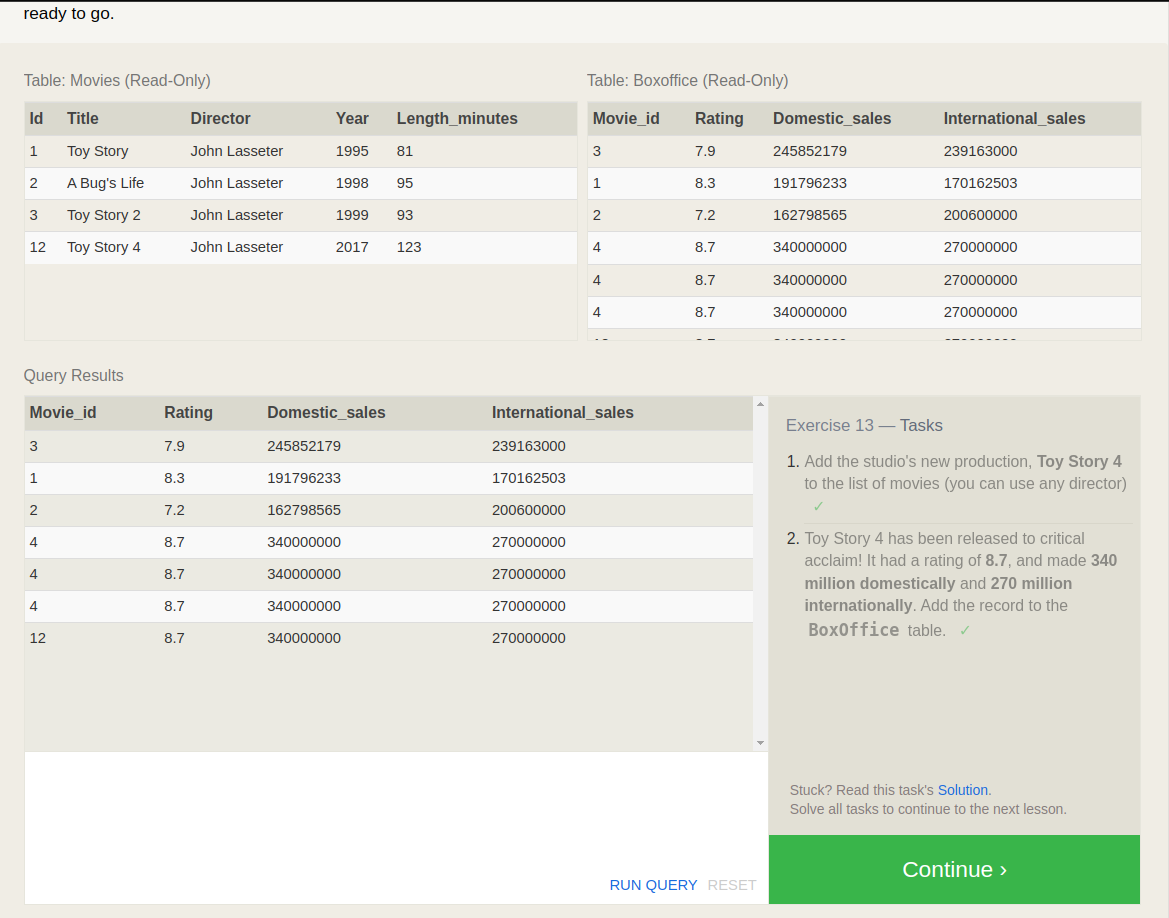 ready to go.
Table: Movies (Read-Only)
Id Title Director Year Length_minutes
1 Toy Story John Lasseter 1995 81
2 A Bug's Life John Lasseter 1998 95
3 Toy Story 2 John Lasseter 1999 93
12 Toy Story 4 John Lasseter 2017 123
Table: Boxoffice (Read-Only)
Movie_id Rating Domestic_sales International_sales
3 7.9 245852179 239163000
1 8.3 191796233 170162503
2 7.2 162798565 200600000
4 8.7 340000000 270000000
4 8.7 340000000 270000000
4 8.7 340000000 270000000
Query Results
Movie_id Rating Domestic_sales International_sales
3 7.9 245852179 239163000
1 8.3 191796233 170162503
2 7.2 162798565 200600000
4 8.7 340000000 270000000
4 8.7 340000000 270000000
4 8.7 340000000 270000000
12 8.7 340000000 270000000
RUN QUERY RESET
Exercise 13 — Tasks
1. Add the studio's new production, Toy Story 4
to the list of movies (you can use any director)
✓
2. Toy Story 4 has been released to critical
acclaim! It had a rating of 8.7, and made 340
million domestically and 270 million
internationally. Add the record to the
BoxOffice table. ✓
Stuck? Read this task's Solution.
Solve all tasks to continue to the next lesson.
Continue ›